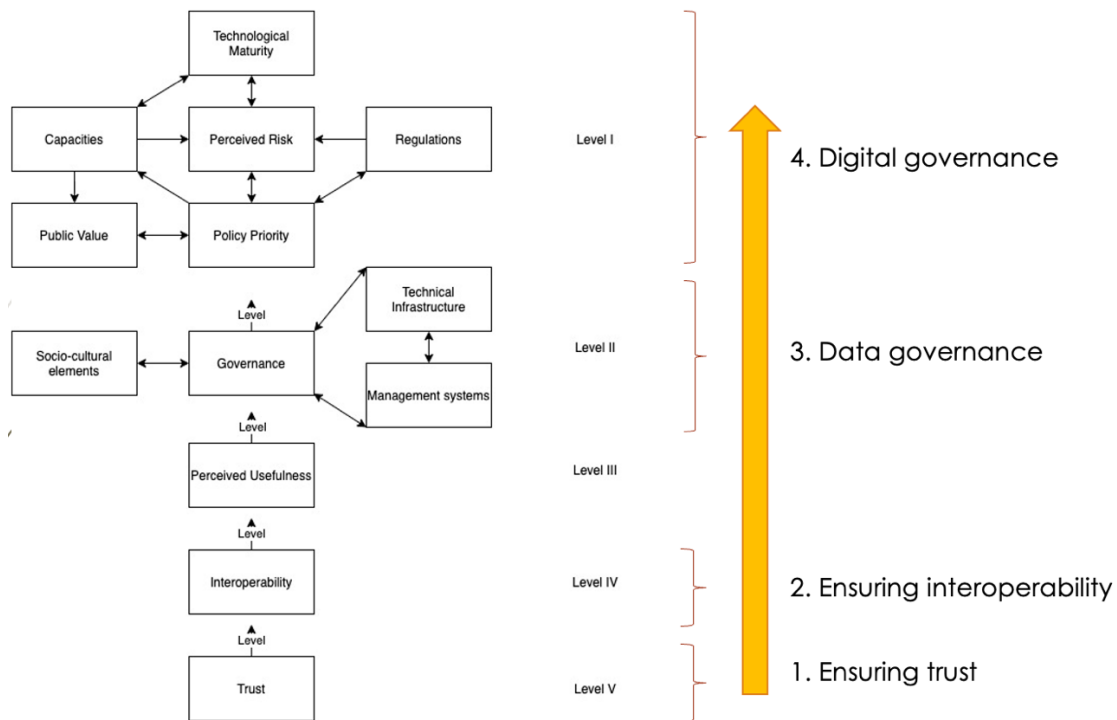 Technological
Maturity
Capacities
Perceived Risk
Regulations
Level I
4. Digital governance
Public Value
Policy Priority
Technical
Infrastructure
Level
Socio-cultural
elements
Governance
Level II
3. Data governance
Management systems
Level
Perceived Usefulness
Level III
Level
Interoperability
Level IV
2. Ensuring interoperability
Level
Trust
Level V
1. Ensuring trust